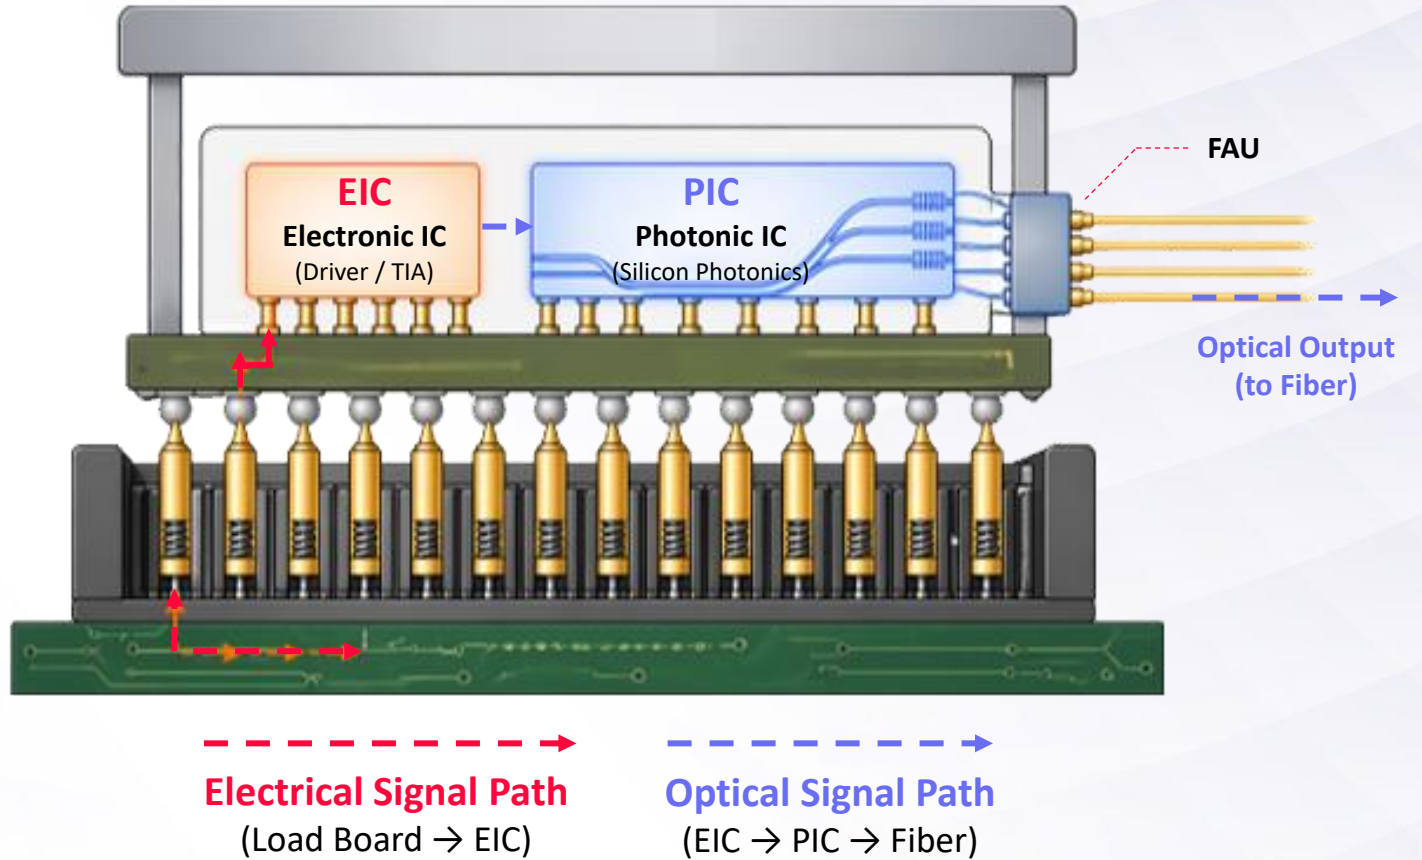 FAU
EIC
Electronic IC
(Driver / TIA)
PIC
Photonic IC
(Silicon Photonics)
Optical Output
(to Fiber)
Electrical Signal Path
(Load Board → EIC)
Optical Signal Path
(EIC → PIC → Fiber)